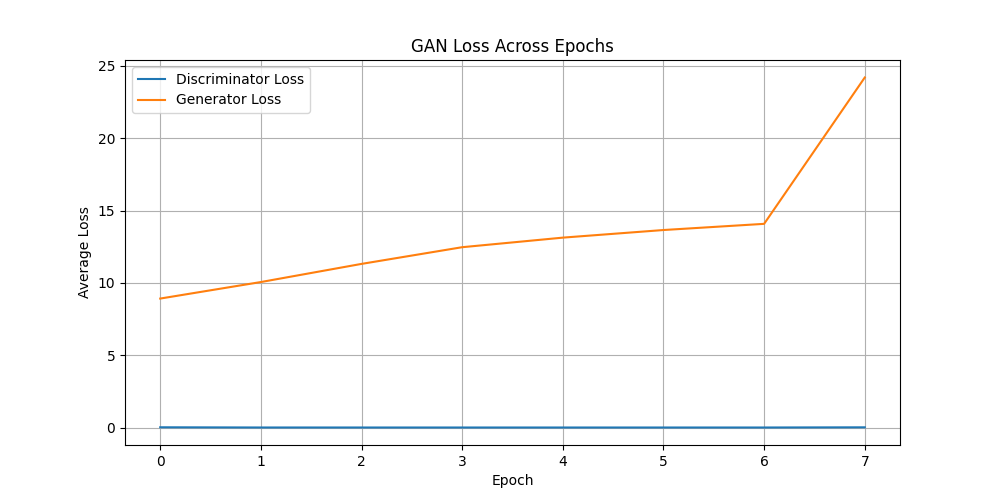 GAN Loss Across Epochs
Discriminator Loss
Generator Loss
Average Loss
25
20
15
10
5
0
0 1 2 3 4 5 6 7
Epoch